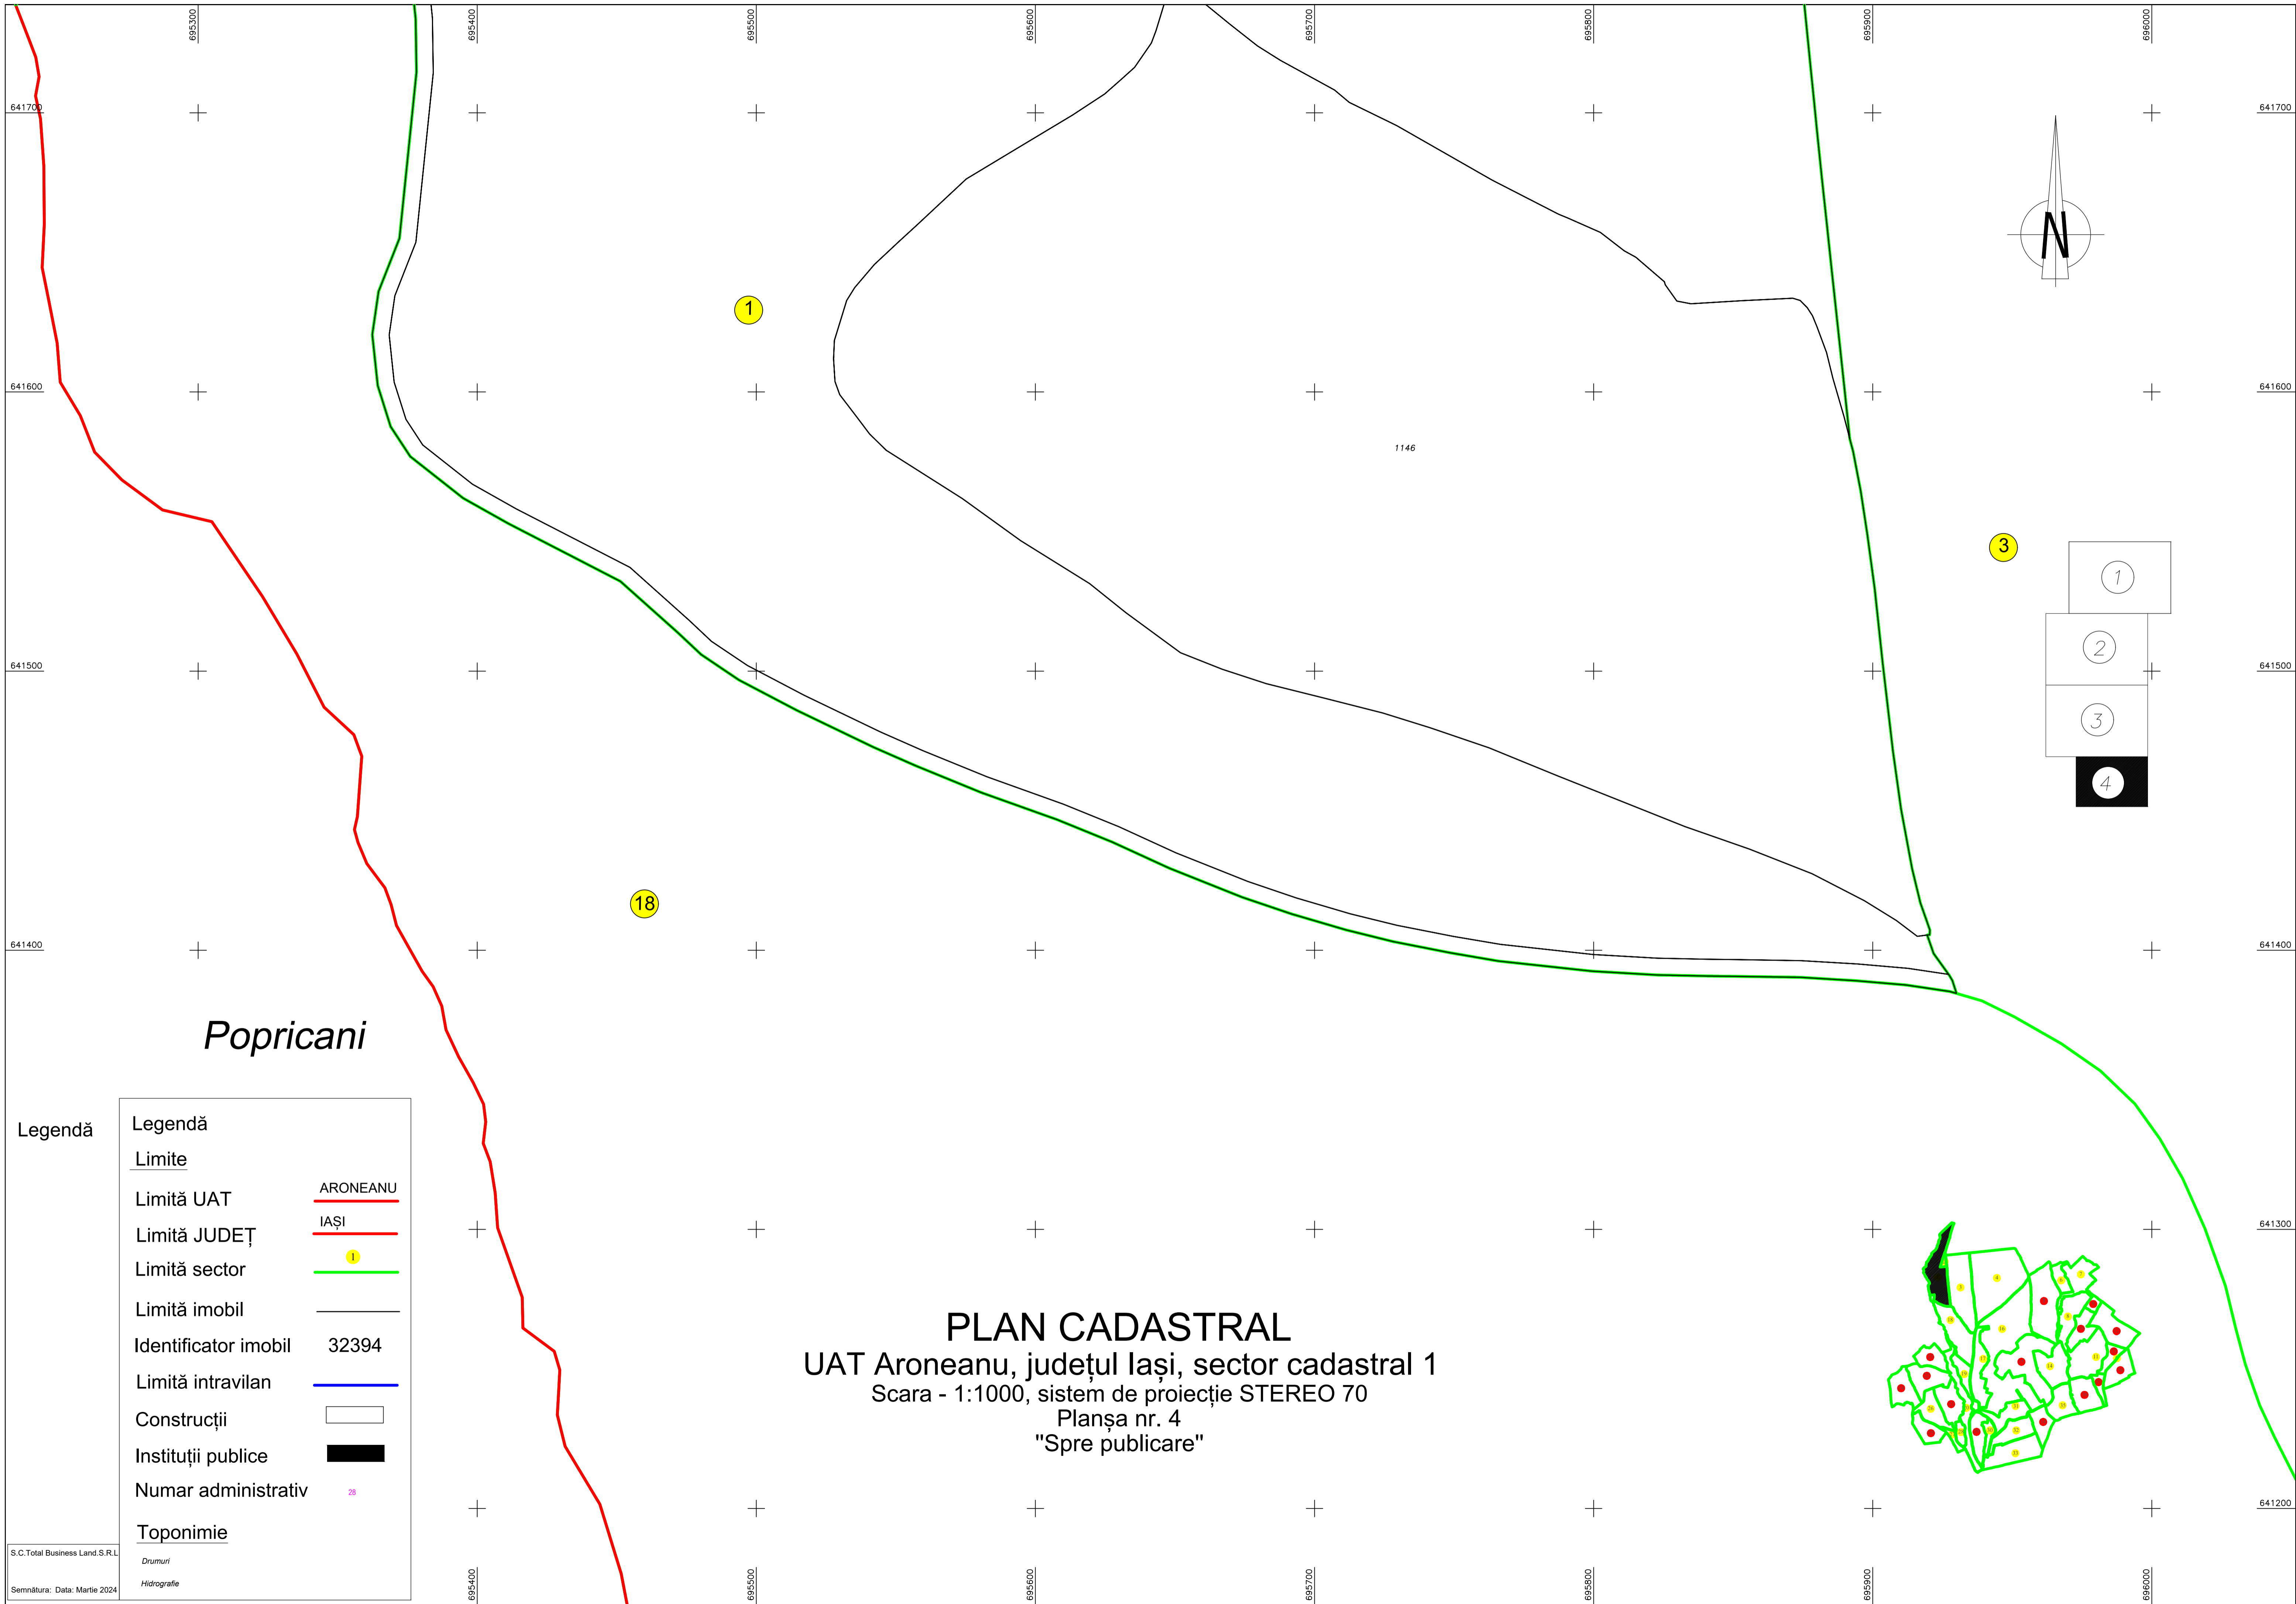 695300
695400
695500
695600
695700
695800
695900
696000
641700
641700
N
1
641600
641600
1146
3
1
2
641500
641500
3
4
18
641400
641400
Popricani
Legendă
Legendă
Limite
Limită UAT ARONEANU
Limită JUDEȚ IAȘI
Limită sector 1
Limită imobil
Identificator imobil 32394
Limită intravilan
Construcții
Instituții publice
Numar administrativ 28
Toponimie
Drumuri
Hidrografie
S.C.Total Business Land.S.R.L
Semnătura: Data: Martie 2024
641300
PLAN CADASTRAL
UAT Aroneanu, județul Iași, sector cadastral 1
Scara - 1:1000, sistem de proiecție STEREO 70
Planșa nr. 4
"Spre publicare"
641200
695400
695500
695600
695700
695800
695900
696000